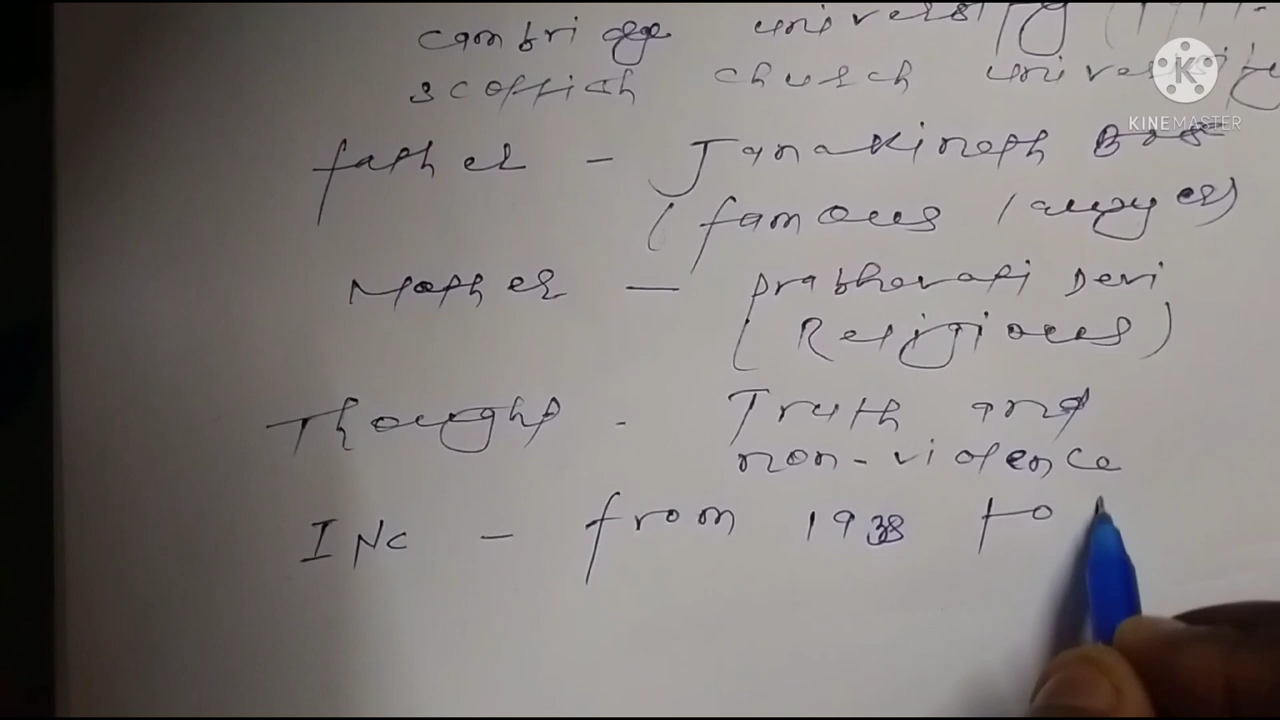 cambridge university (19
scottish church university
KINEMASTER
father - Janakinath Bose
(famous lawyer)
Mother - prabhavati Devi
(Religious)
Thought - Truth and
non-violence
INC - from 1938 to